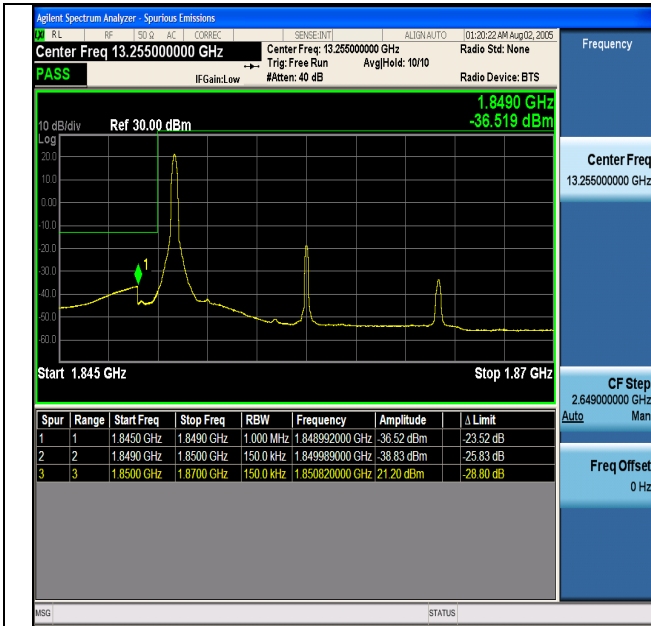 Agilent Spectrum Analyzer - Spurious Emissions
RL RF 50 Ω AC CORREC SENSE:INT ALIGN AUTO 01:20:22 AM Aug 02, 2005
Center Freq 13.255000000 GHz
Center Freq: 13.255000000 GHz
Radio Std: None
Trig: Free Run Avg|Hold: 10/10
PASS
IFGain:Low
#Atten: 40 dB
Radio Device: BTS
1.8490 GHz
-36.519 dBm
10 dB/div Ref 30.00 dBm
Log
20.0
10.0
0.00
-10.0
-20.0
-30.0
-40.0
-50.0
-60.0
1
Start 1.845 GHz Stop 1.87 GHz
Spur Range Start Freq Stop Freq RBW Frequency Amplitude Δ Limit
1 1 1.8450 GHz 1.8490 GHz 1.000 MHz 1.848992000 GHz -36.52 dBm -23.52 dB
2 2 1.8490 GHz 1.8500 GHz 150.0 kHz 1.849989000 GHz -38.83 dBm -25.83 dB
3 3 1.8500 GHz 1.8700 GHz 150.0 kHz 1.850820000 GHz 21.20 dBm -28.80 dB
MSG STATUS
Frequency
Center Freq
13.255000000 GHz
CF Step
2.649000000 GHz
Auto Man
Freq Offset
0 Hz